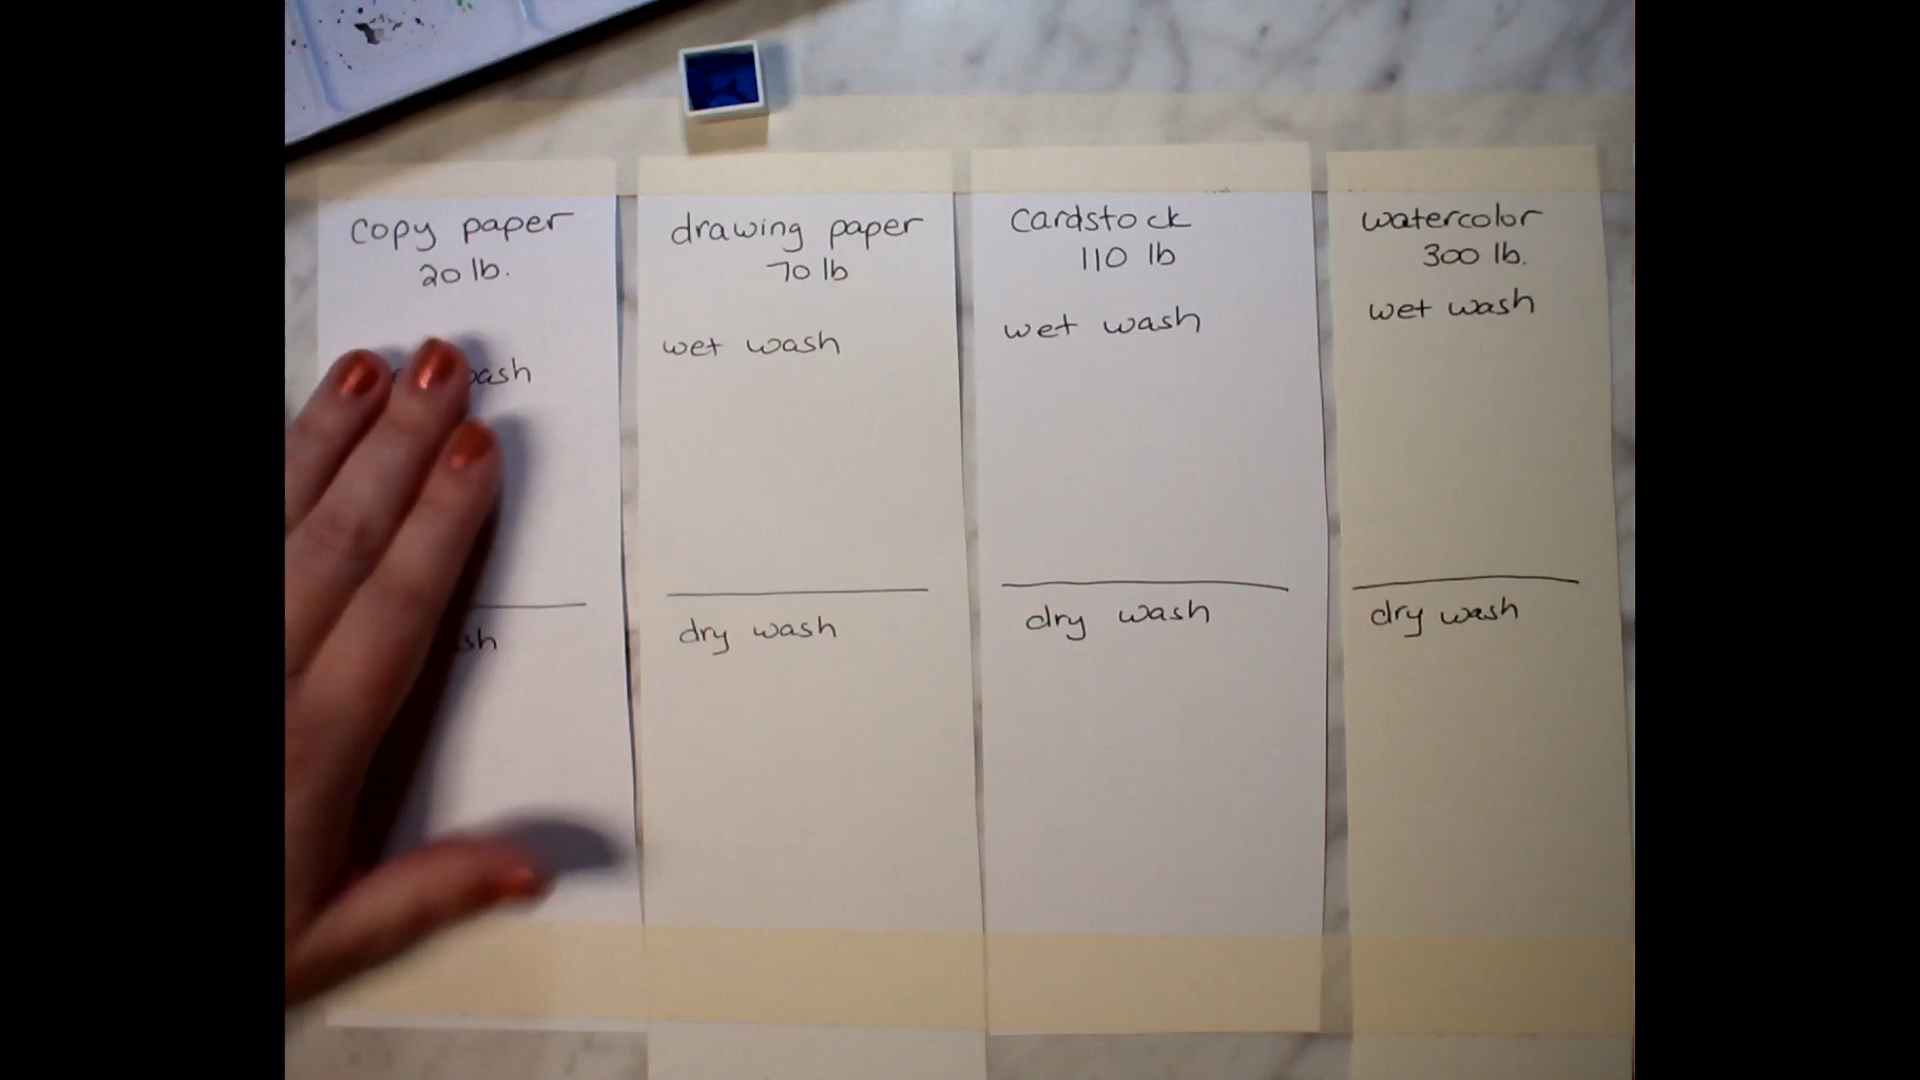 copy paper
20 lb.
drawing paper
70 lb
wet wash
dry wash
cardstock
110 lb
wet wash
dry wash
watercolor
300 lb.
wet wash
dry wash